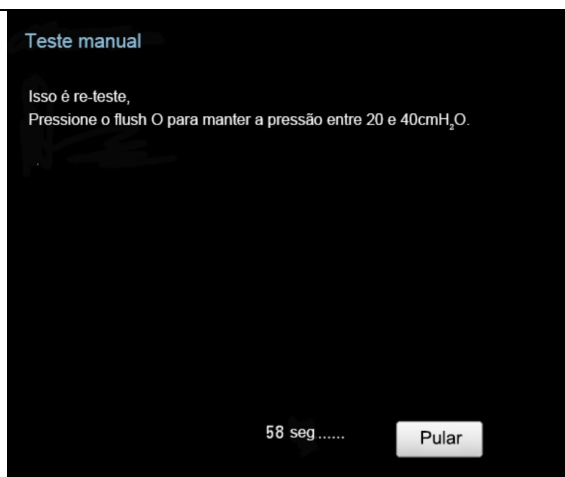 Teste manual
Isso é re-teste,
Pressione o flush O para manter a pressão entre 20 e 40cmH₂O.
58 seg......
Pular